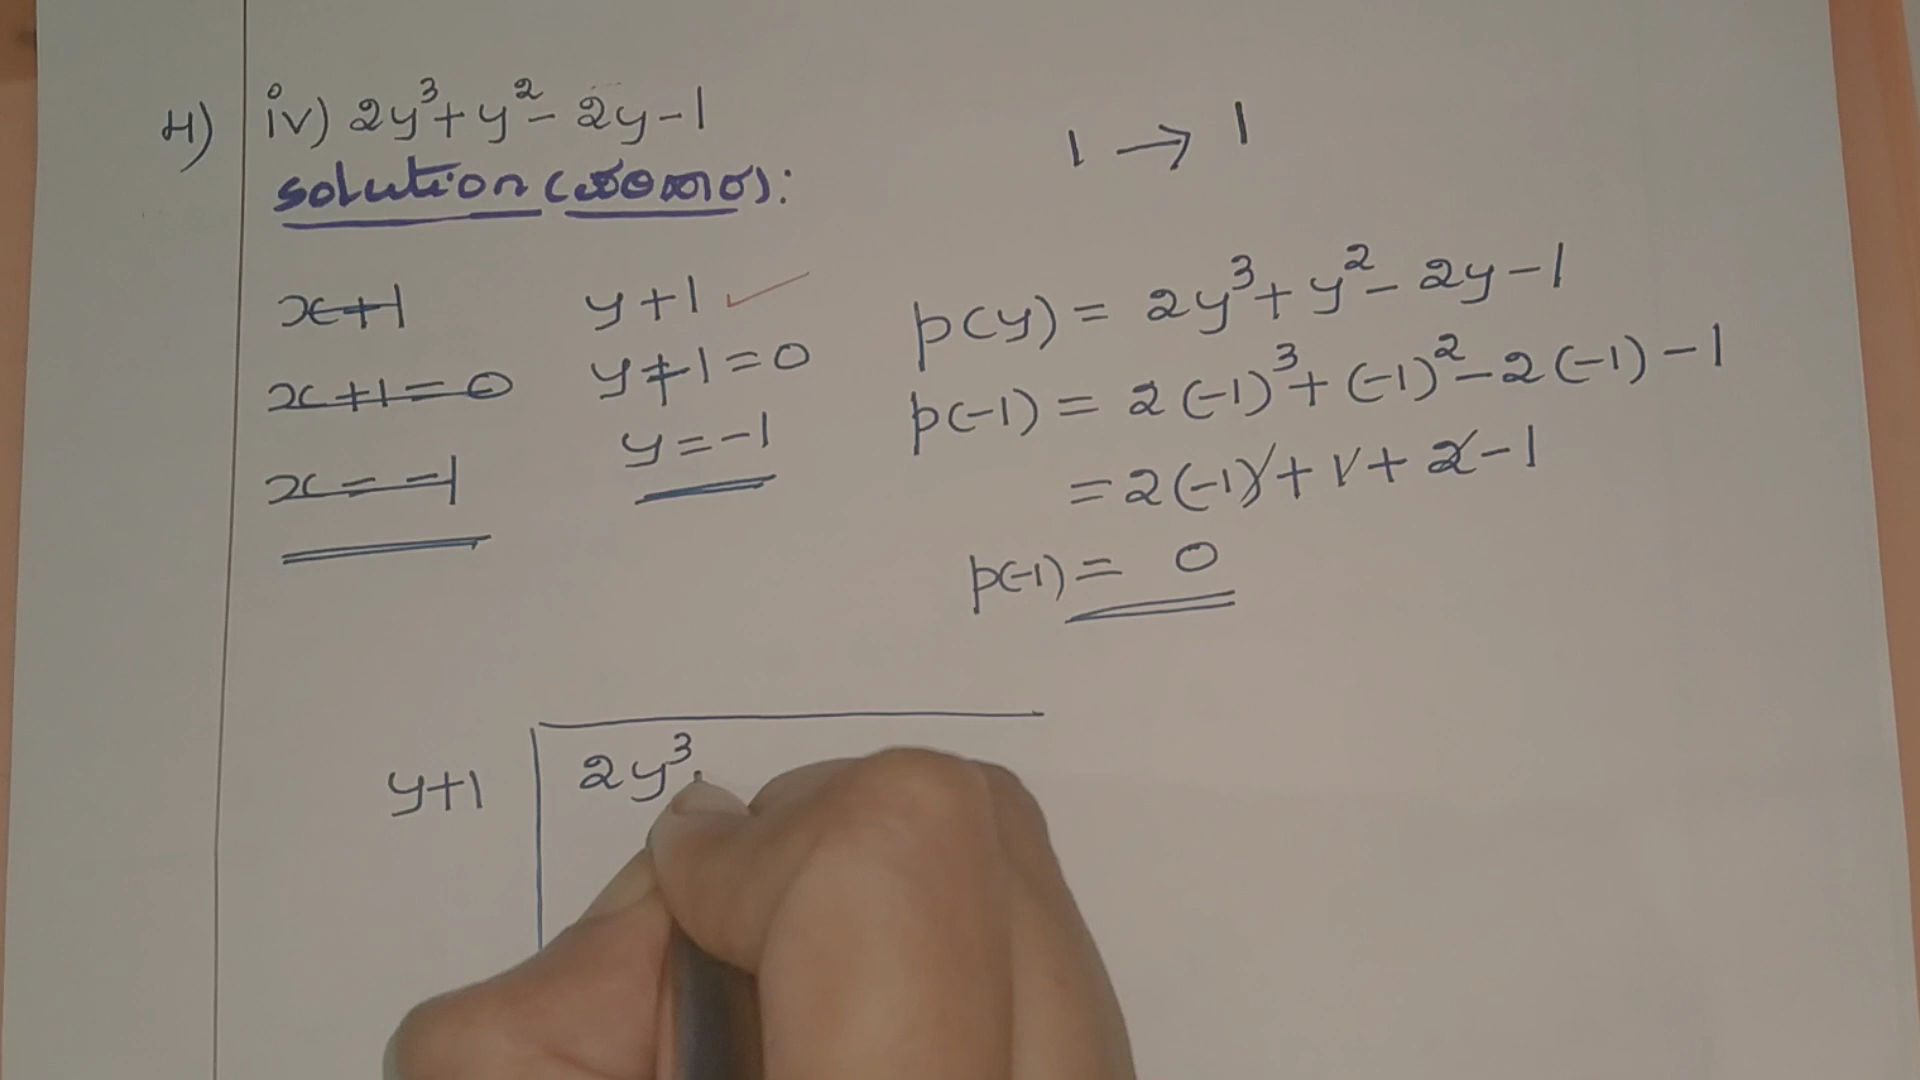 4) iv) 2y³+y²-2y-1
solution (ಪರಿಹಾರ):
1 → 1
x+1
x+1=0
x=-1
y+1 ✓
y+1=0
y=-1
p(y) = 2y³+y²-2y-1
p(-1) = 2(-1)³+(-1)²-2(-1)-1
=2(-1)+1+2-1
p(-1)= 0
y+1 2y³